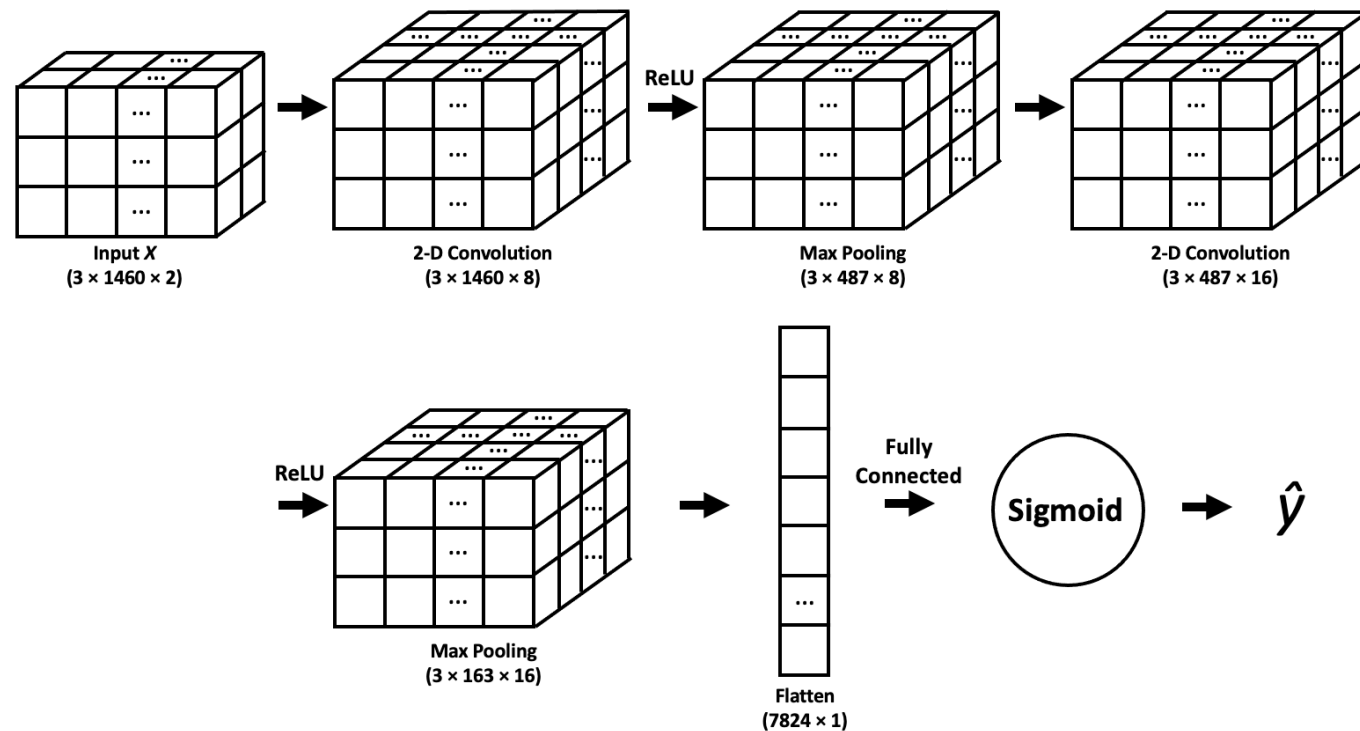 Input X
(3 × 1460 × 2)
2-D Convolution
(3 × 1460 × 8)
ReLU
Max Pooling
(3 × 487 × 8)
2-D Convolution
(3 × 487 × 16)
ReLU
Max Pooling
(3 × 163 × 16)
Flatten
(7824 × 1)
Fully
Connected
Sigmoid
ŷ